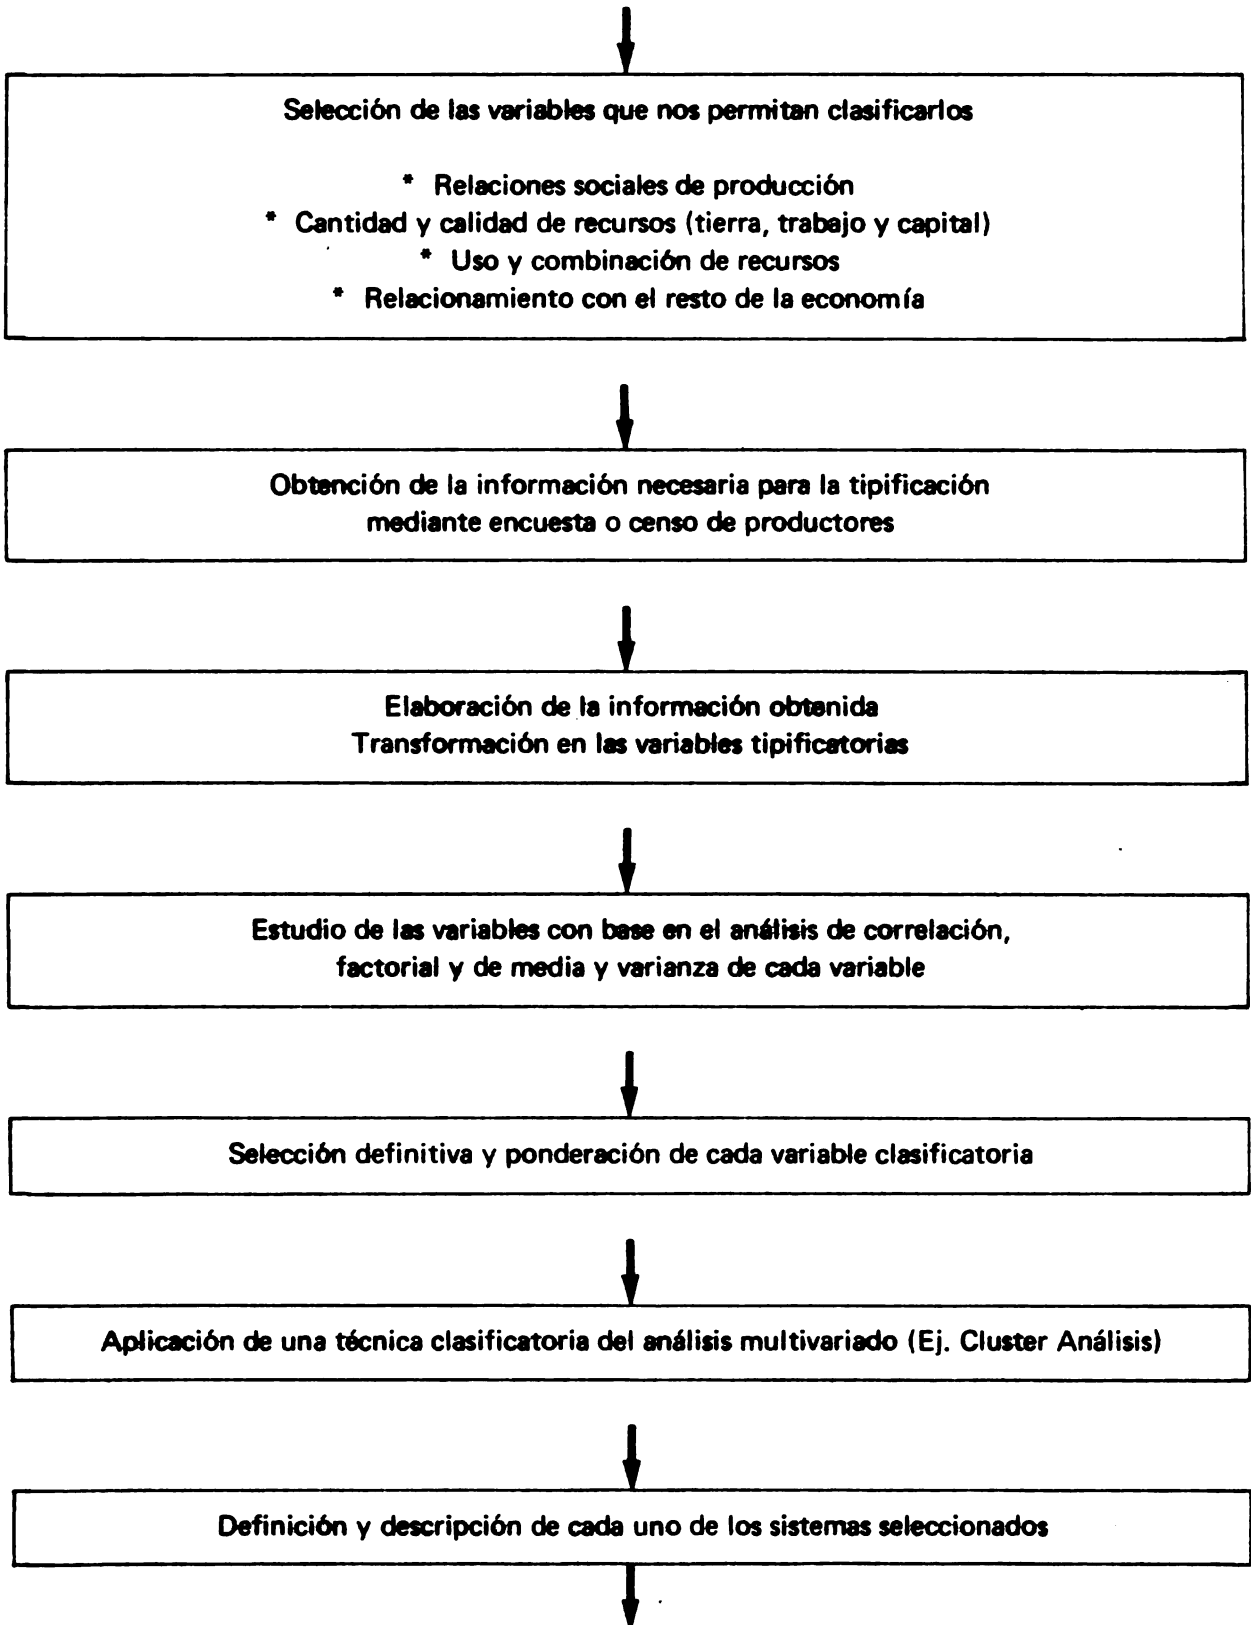 Selección de las variables que nos permitan clasificarlos
* Relaciones sociales de producción
* Cantidad y calidad de recursos (tierra, trabajo y capital)
* Uso y combinación de recursos
* Relacionamiento con el resto de la economía
Obtención de la información necesaria para la tipificación
mediante encuesta o censo de productores
Elaboración de la información obtenida
Transformación en las variables tipificatorias
Estudio de las variables con base en el análisis de correlación,
factorial y de media y varianza de cada variable
Selección definitiva y ponderación de cada variable clasificatoria
Aplicación de una técnica clasificatoria del análisis multivariado (Ej. Cluster Análisis)
Definición y descripción de cada uno de los sistemas seleccionados